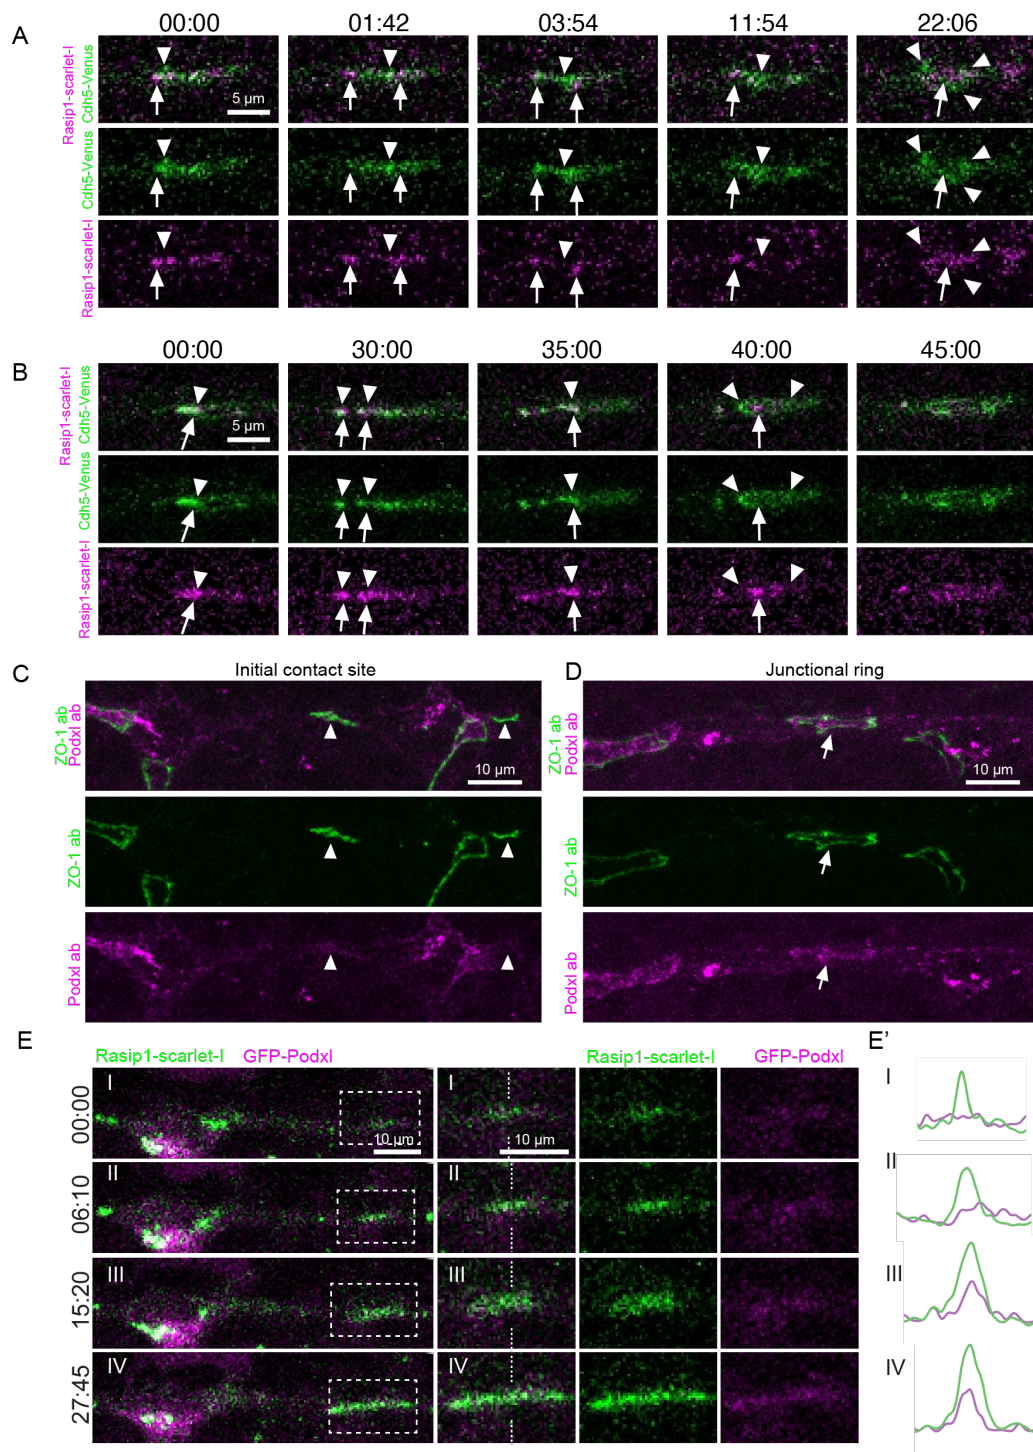 A
00:00 01:42 03:54 11:54 22:06
Rasip1-scarlet-I
Cdh5-Venus
5 µm
Cdh5-Venus
Rasip1-scarlet-I
B
00:00 30:00 35:00 40:00 45:00
Rasip1-scarlet-I
Cdh5-Venus
5 µm
Cdh5-Venus
Rasip1-scarlet-I
C
Initial contact site
ZO-1 ab
Podxl ab
10 µm
ZO-1 ab
Podxl ab
D
Junctional ring
ZO-1 ab
Podxl ab
10 µm
ZO-1 ab
Podxl ab
E
Rasip1-scarlet-I GFP-Podxl Rasip1-scarlet-I GFP-Podxl
00:00
I
10 µm
I
10 µm
06:10
II
II
15:20
III
III
27:45
IV
IV
E’
I
II
III
IV